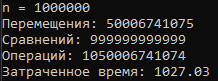 n = 1000000
Перемещения: 50006741075
Сравнений: 999999999999
Операций: 1050006741074
Затраченное время: 1027.03